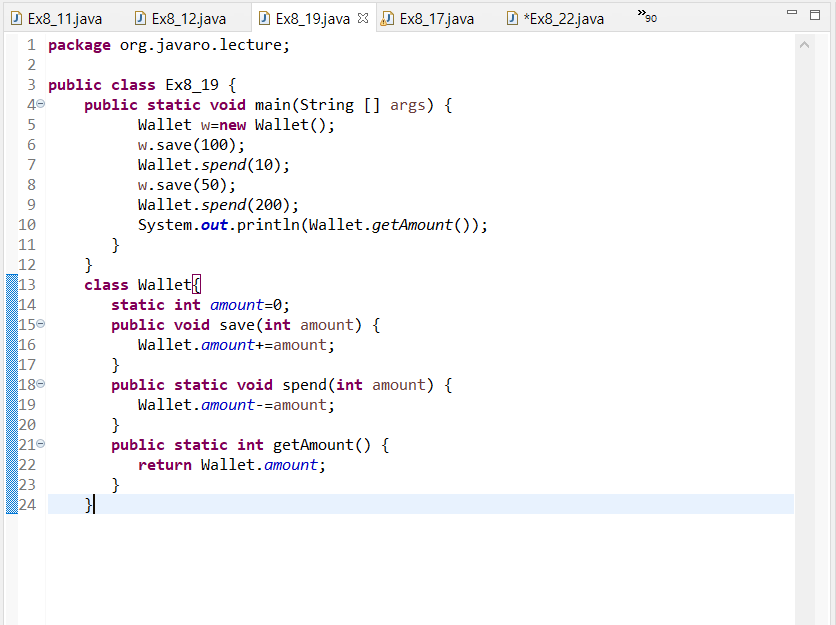 Ex8_11.java Ex8_12.java Ex8_19.java Ex8_17.java *Ex8_22.java »90
1 package org.javaro.lecture;
2
3 public class Ex8_19 {
4 public static void main(String [] args) {
5 Wallet w=new Wallet();
6 w.save(100);
7 Wallet.spend(10);
8 w.save(50);
9 Wallet.spend(200);
10 System.out.println(Wallet.getAmount());
11 }
12 }
13 class Wallet{
14 static int amount=0;
15 public void save(int amount) {
16 Wallet.amount+=amount;
17 }
18 public static void spend(int amount) {
19 Wallet.amount-=amount;
20 }
21 public static int getAmount() {
22 return Wallet.amount;
23 }
24 }